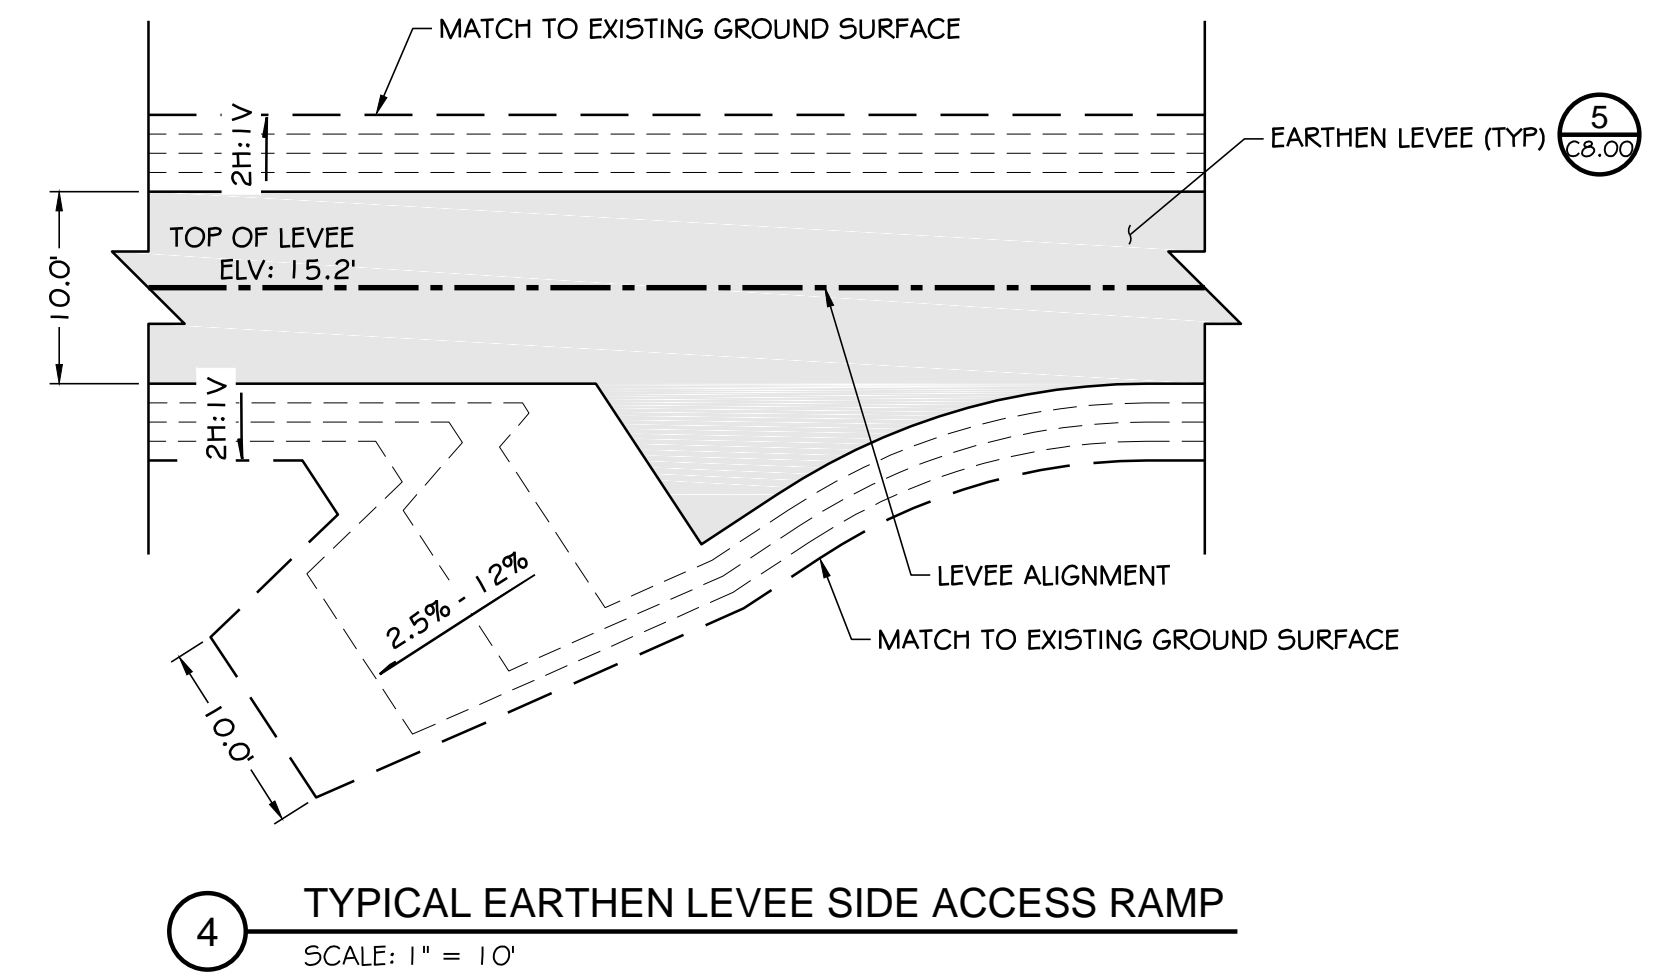 MATCH TO EXISTING GROUND SURFACE
2H:1V
EARTHEN LEVEE (TYP)
5
C8.00
TOP OF LEVEE
ELV: 15.2'
10.0'
2H:1V
2.5% - 12%
LEVEE ALIGNMENT
MATCH TO EXISTING GROUND SURFACE
10.0'
4
TYPICAL EARTHEN LEVEE SIDE ACCESS RAMP
SCALE: 1" = 10'